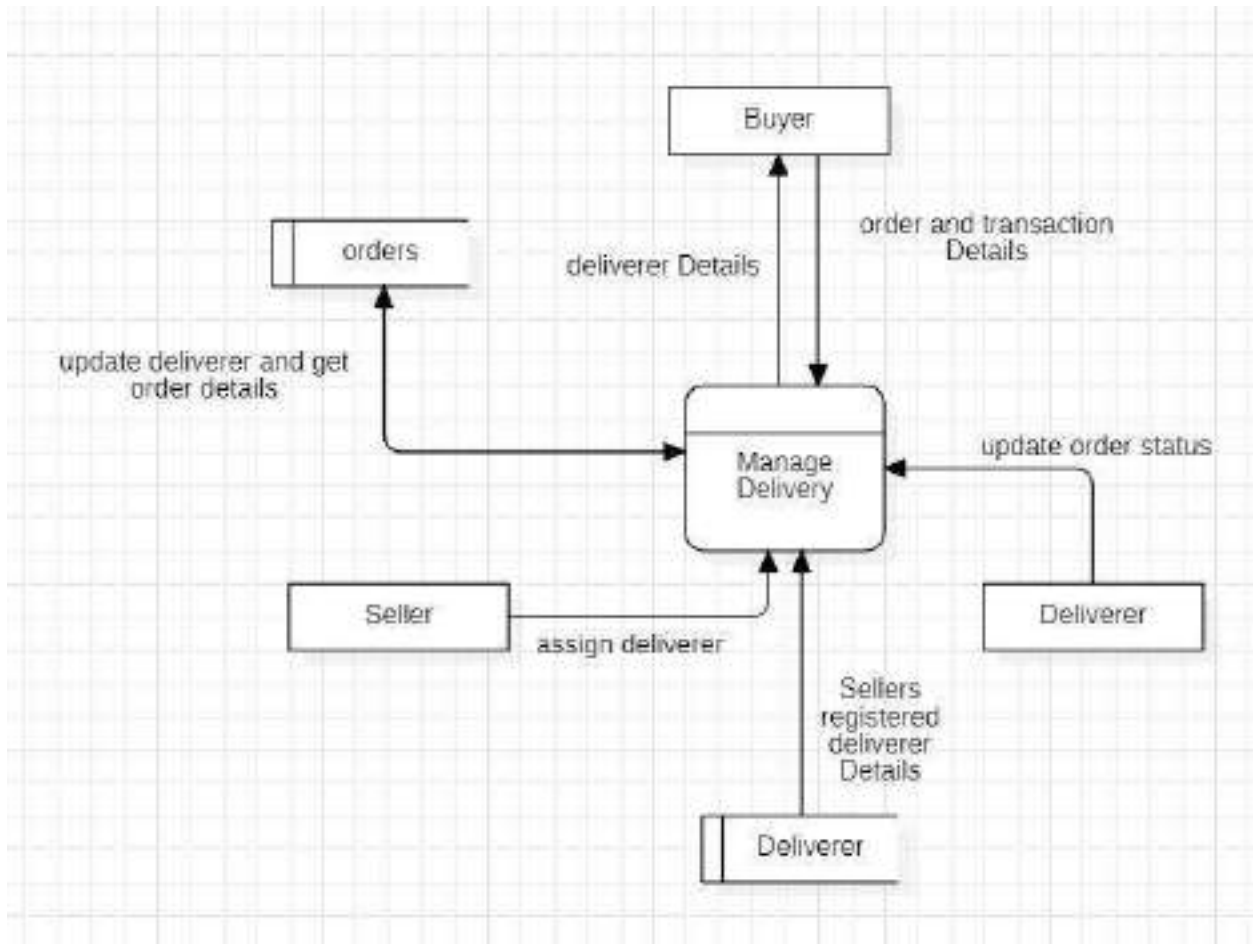 Buyer
orders
deliverer Details
order and transaction
Details
update deliverer and get
order details
Manage
Delivery
update order status
Seller
assign deliverer
Deliverer
Sellers
registered
deliverer
Details
Deliverer